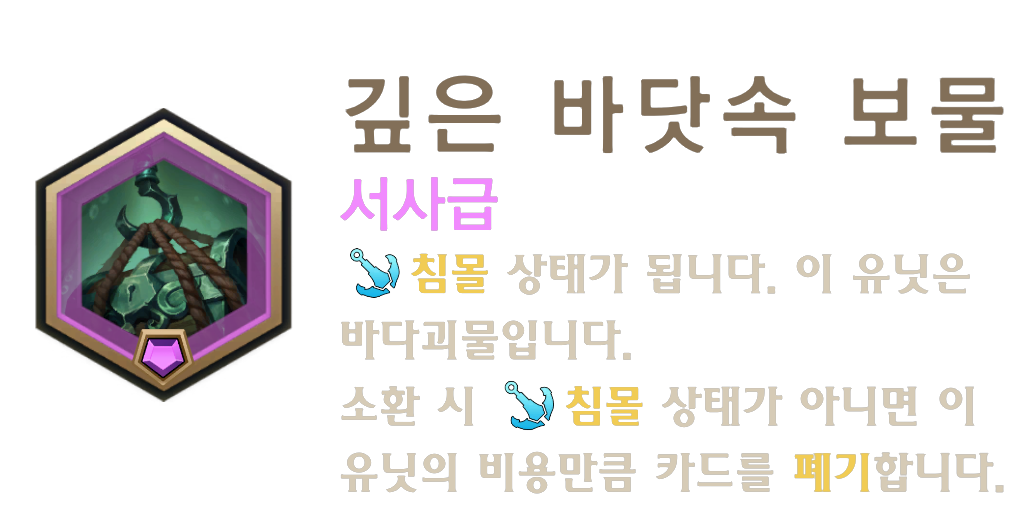 깊은 바닷속 보물
서사급
침몰 상태가 됩니다. 이 유닛은
바다괴물입니다.
소환 시 침몰 상태가 아니면 이
유닛의 비용만큼 카드를 폐기합니다.